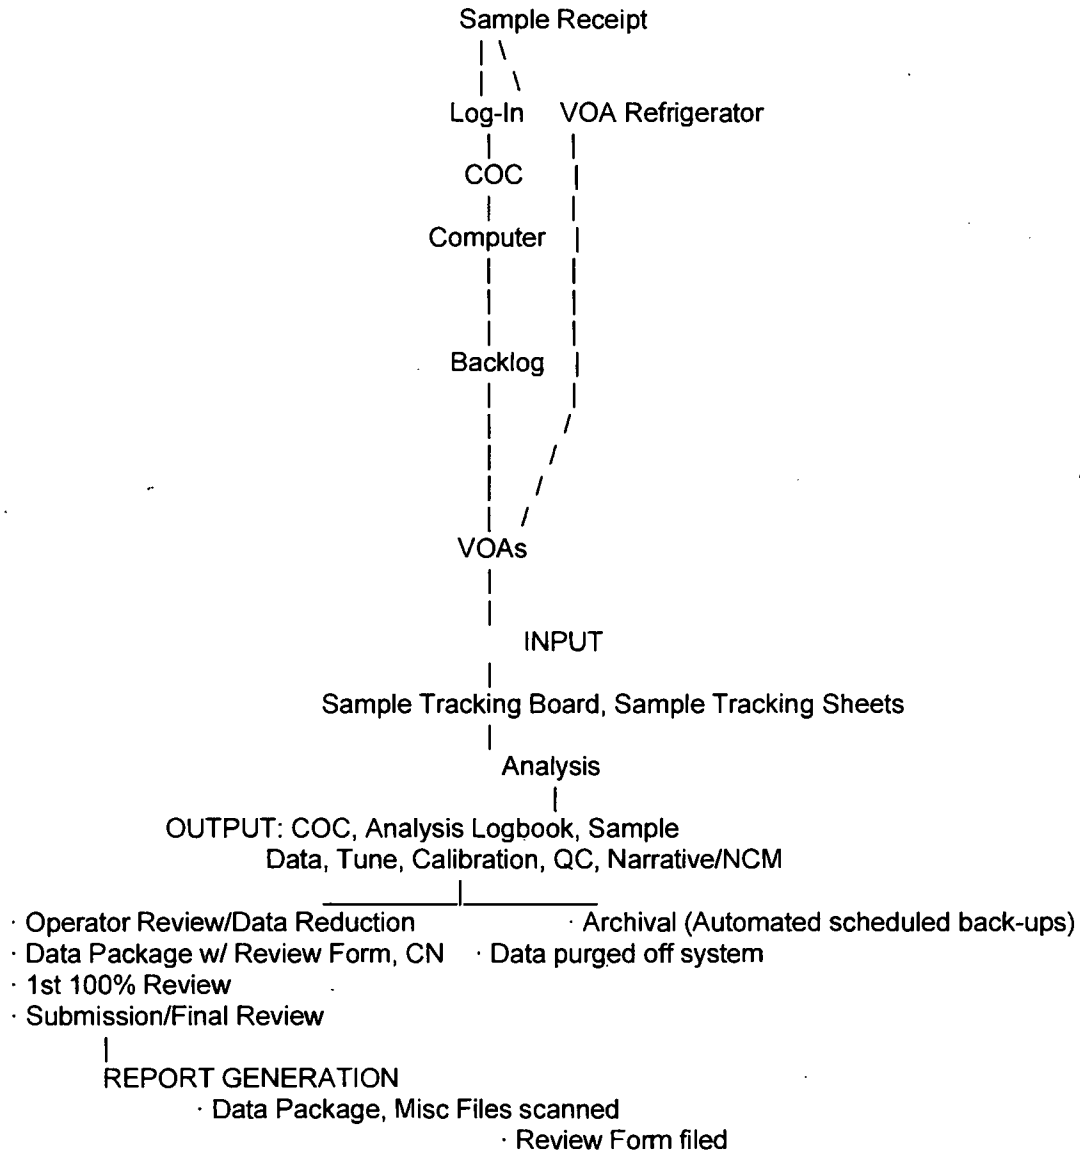 Sample Receipt
Log-In VOA Refrigerator
COC
Computer
Backlog
VOAs
INPUT
Sample Tracking Board, Sample Tracking Sheets
Analysis
OUTPUT: COC, Analysis Logbook, Sample
Data, Tune, Calibration, QC, Narrative/NCM
· Operator Review/Data Reduction · Archival (Automated scheduled back-ups)
· Data Package w/ Review Form, CN · Data purged off system
· 1st 100% Review
· Submission/Final Review
REPORT GENERATION
· Data Package, Misc Files scanned
· Review Form filed